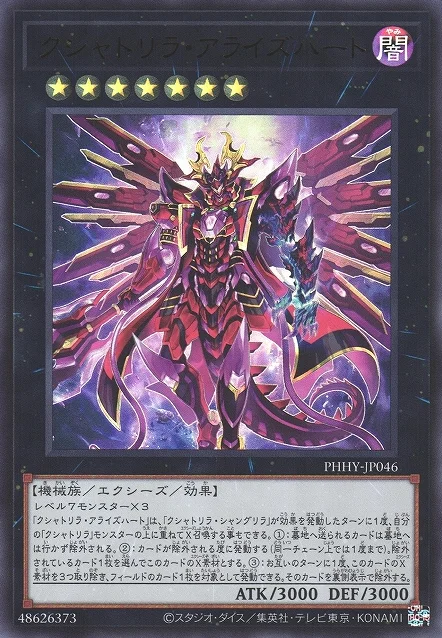 クシャトリラ・アライズハート
闇
PHHY-JP046
【機械族/エクシーズ/効果】
レベル7モンスター×3
「クシャトリラ・アライズハート」は、「クシャトリラ・シャングリラ」が効果を発動したターンに1度、自分
の「クシャトリラ」モンスターの上に重ねてX召喚する事もできる。①:墓地へ送られるカードは墓地へ
は行かず除外される。②:カードが除外される度に発動する(同一チェーン上では1度まで)。除外
されているカード1枚を選んでこのカードのX素材とする。③:お互いのターンに1度、このカードのX
素材を3つ取り除き、フィールドのカード1枚を対象として発動できる。そのカードを裏側表示で除外する。
ATK/3000 DEF/3000
48626373
©スタジオ・ダイス/集英社・テレビ東京・KONAMI